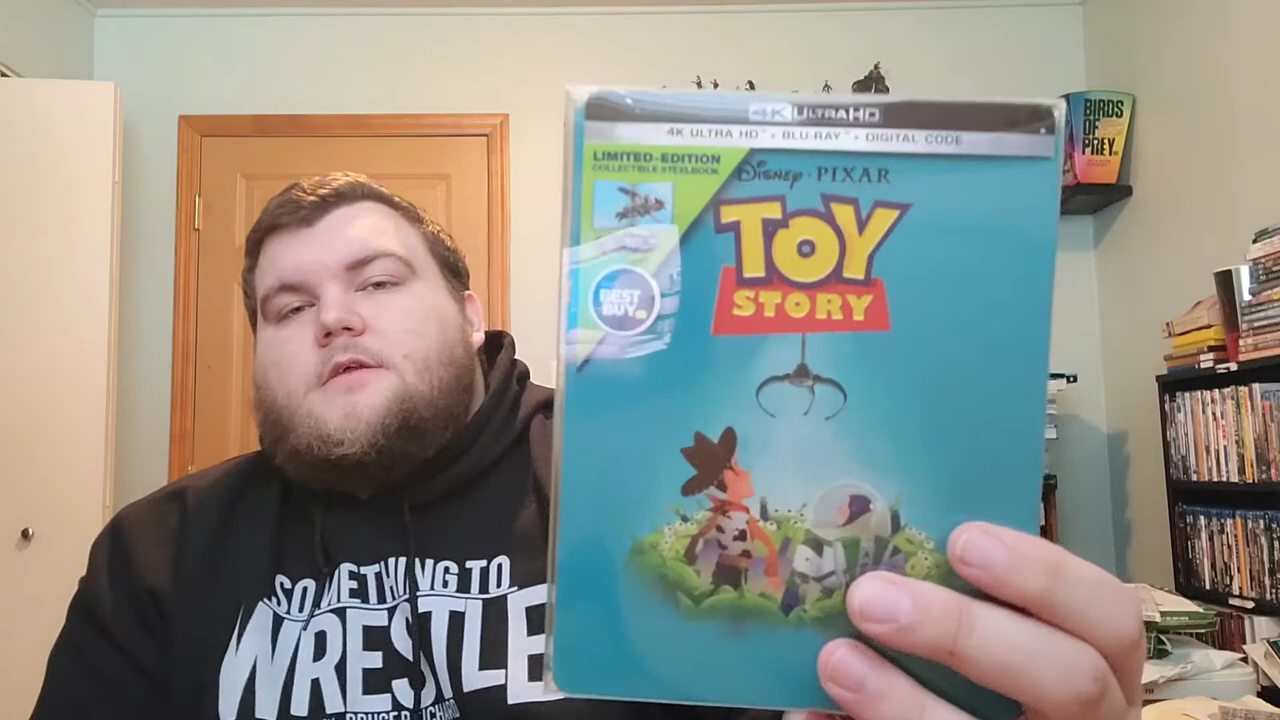 4K ULTRA HD
4K ULTRA HD • BLU-RAY • DIGITAL CODE
LIMITED-EDITION
COLLECTIBLE STEELBOOK
Disney • PIXAR
TOY
STORY
BEST
BUY
BIRDS
OF
PREY
SOMETHING TO
WRESTLE